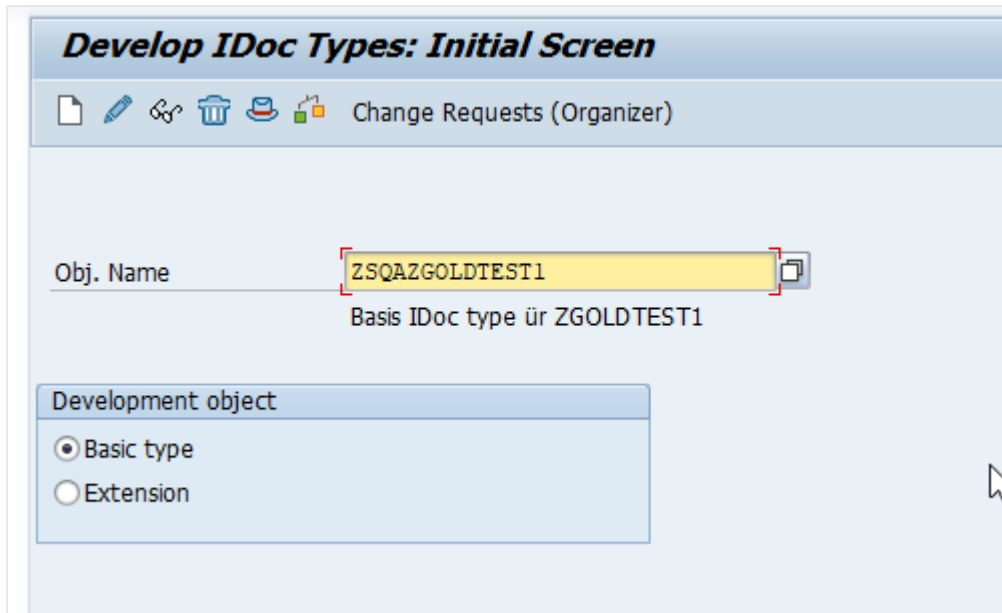 Develop IDoc Types: Initial Screen
Change Requests (Organizer)
Obj. Name
ZSQAZGOLDTEST1
Basis IDoc type ür ZGOLDTEST1
Development object
Basic type
Extension